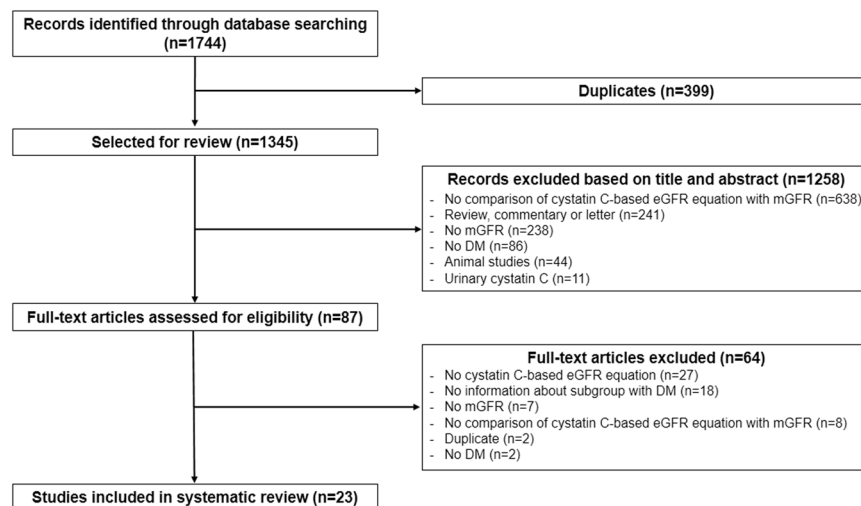 Records identified through database searching
(n=1744)
Duplicates (n=399)
Selected for review (n=1345)
Records excluded based on title and abstract (n=1258)
- No comparison of cystatin C-based eGFR equation with mGFR (n=638)
- Review, commentary or letter (n=241)
- No mGFR (n=238)
- No DM (n=86)
- Animal studies (n=44)
- Urinary cystatin C (n=11)
Full-text articles assessed for eligibility (n=87)
Full-text articles excluded (n=64)
- No cystatin C-based eGFR equation (n=27)
- No information about subgroup with DM (n=18)
- No mGFR (n=7)
- No comparison of cystatin C-based eGFR equation with mGFR (n=8)
- Duplicate (n=2)
- No DM (n=2)
Studies included in systematic review (n=23)